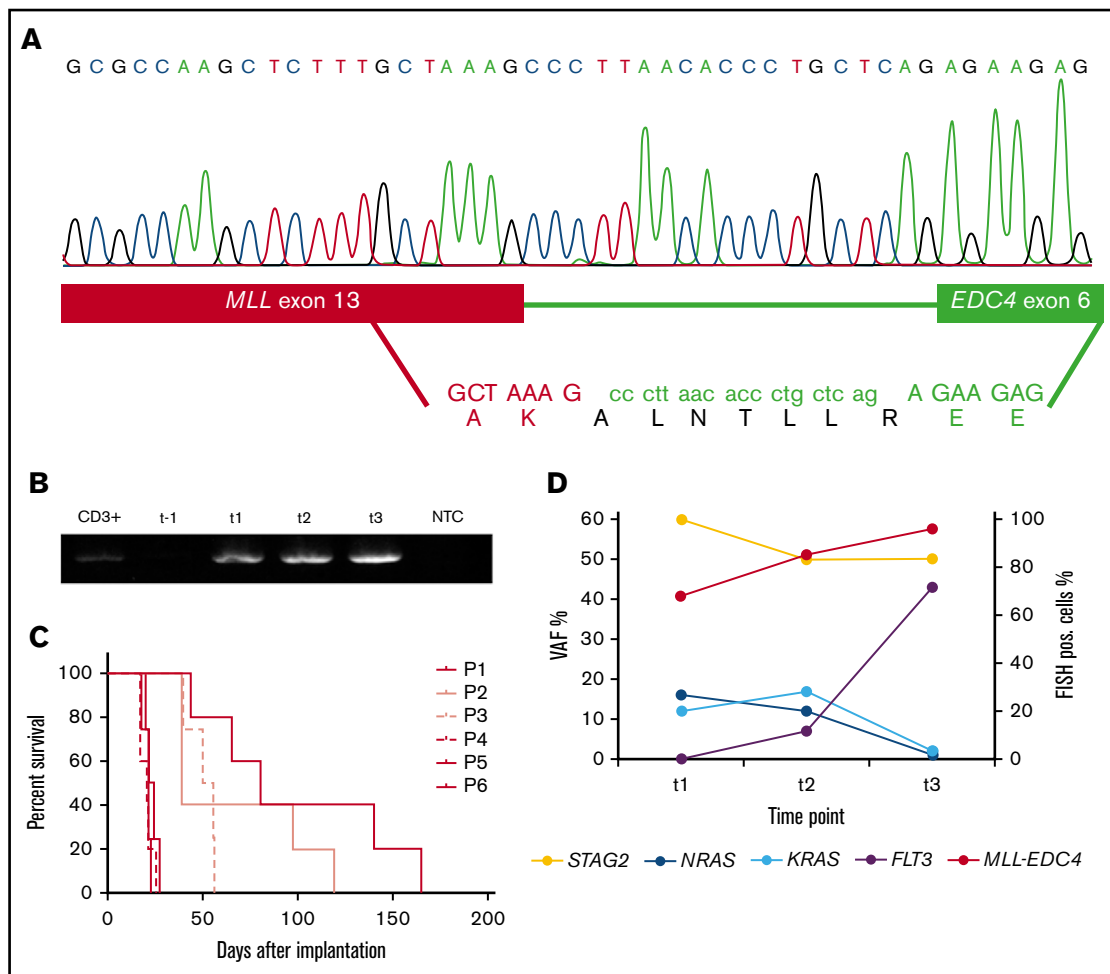 A
G C G C C A A G C T C T T T G C T A A A G C C C T T A A C A C C C T G C T C A G A G A A G A G
MLL exon 13
EDC4 exon 6
GCT AAA G cc ctt aac acc ctg ctc ag A GAA GAG
A K A L N T L L R E E
B
CD3+ t-1 t1 t2 t3 NTC
C
Percent survival
100
80
60
40
20
0
0 50 100 150 200
Days after implantation
P1
P2
P3
P4
P5
P6
D
VAF %
60
50
40
30
20
10
0
FISH pos. cells %
100
80
60
40
20
0
t1 t2 t3
Time point
STAG2 NRAS KRAS FLT3 MLL-EDC4